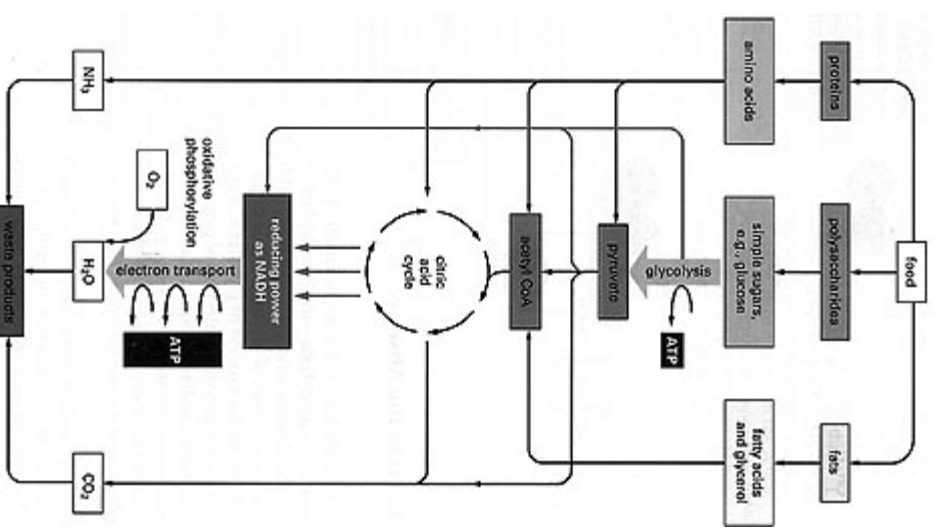 food
proteins
polysaccharides
fats
amino acids
simple sugars,
e.g., glucose
fatty acids
and glycerol
glycolysis
ATP
pyruvate
acetyl CoA
citric
acid
cycle
reducing power
as NADH
oxidative
phosphorylation
electron transport
ATP
O₂
NH₃
H₂O
CO₂
waste products